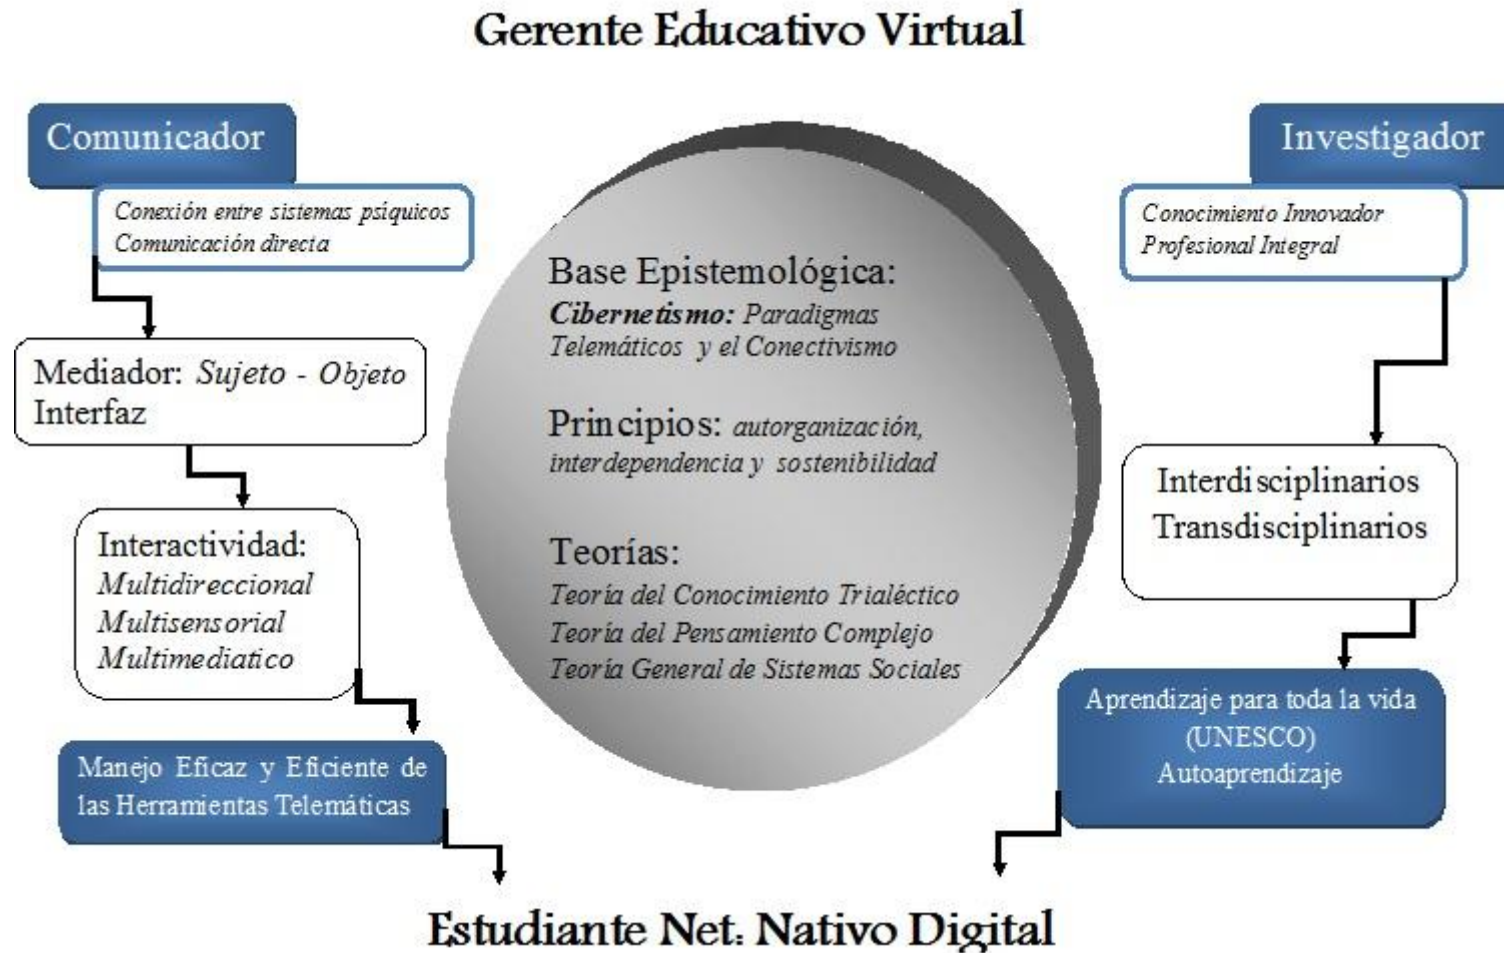 Gerente Educativo Virtual
Comunicador
Conexión entre sistemas psíquicos
Comunicación directa
Mediador: Sujeto - Objeto
Interfaz
Interactividad:
Multidireccional
Multisensorial
Multimediatico
Manejo Eficaz y Eficiente de
las Herramientas Telemáticas
Base Epistemológica:
Cibernetismo: Paradigmas
Telemáticos y el Conectivismo
Principios: autorganización,
interdependencia y sostenibilidad
Teorías:
Teoría del Conocimiento Trialéctico
Teoría del Pensamiento Complejo
Teoría General de Sistemas Sociales
Investigador
Conocimiento Innovador
Profesional Integral
Interdisciplinarios
Transdisciplinarios
Aprendizaje para toda la vida
(UNESCO)
Autoaprendizaje
Estudiante Net: Nativo Digital